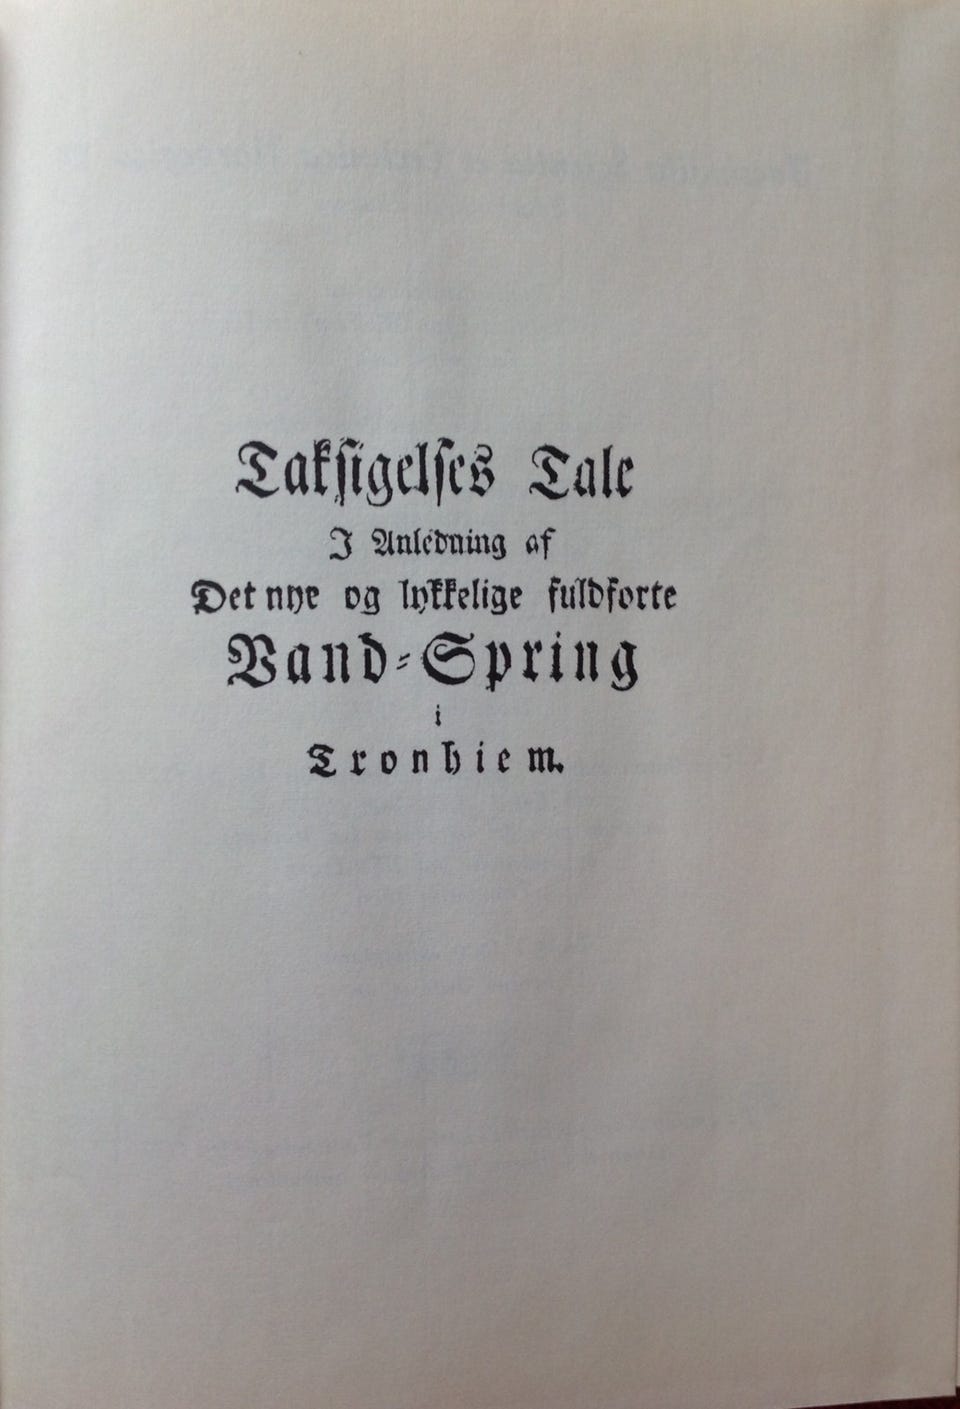 Takſigelſes Tale
I Anledning af
Det nye og lykkelige fuldforte
Vand-Spring
i
Tronhiem.